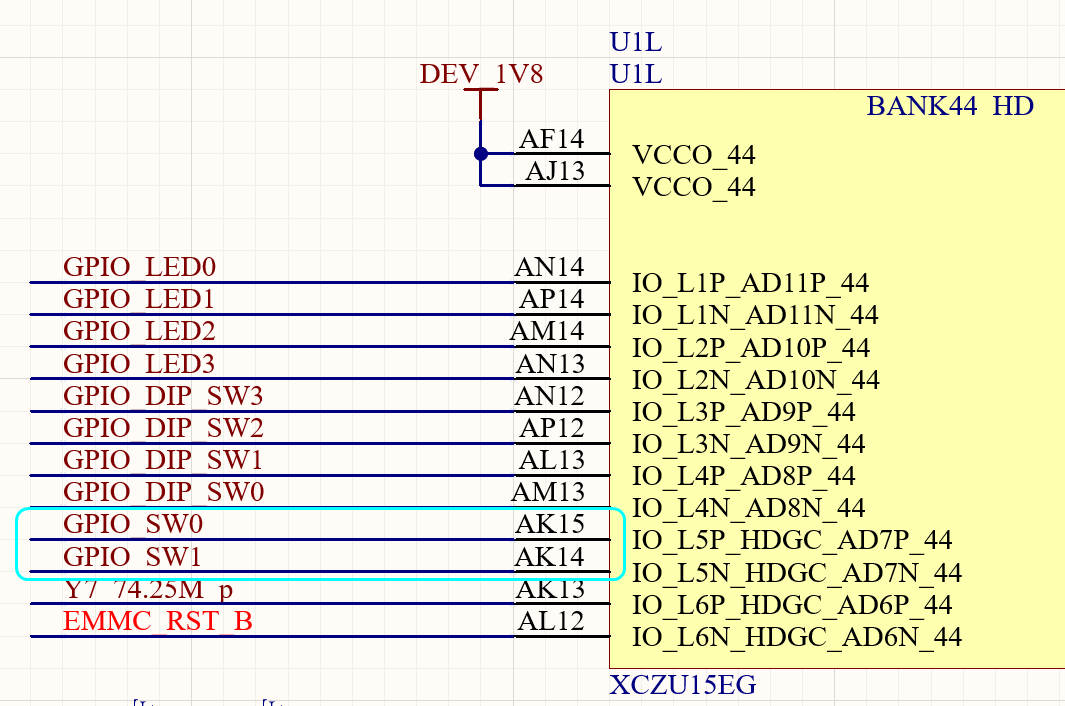 U1L
U1L
DEV_1V8
BANK44 HD
AF14 VCCO_44
AJ13 VCCO_44
GPIO_LED0 AN14 IO_L1P_AD11P_44
GPIO_LED1 AP14 IO_L1N_AD11N_44
GPIO_LED2 AM14 IO_L2P_AD10P_44
GPIO_LED3 AN13 IO_L2N_AD10N_44
GPIO_DIP_SW3 AN12 IO_L3P_AD9P_44
GPIO_DIP_SW2 AP12 IO_L3N_AD9N_44
GPIO_DIP_SW1 AL13 IO_L4P_AD8P_44
GPIO_DIP_SW0 AM13 IO_L4N_AD8N_44
GPIO_SW0 AK15 IO_L5P_HDGC_AD7P_44
GPIO_SW1 AK14 IO_L5N_HDGC_AD7N_44
Y7_74.25M_p AK13 IO_L6P_HDGC_AD6P_44
EMMC_RST_B AL12 IO_L6N_HDGC_AD6N_44
XCZU15EG